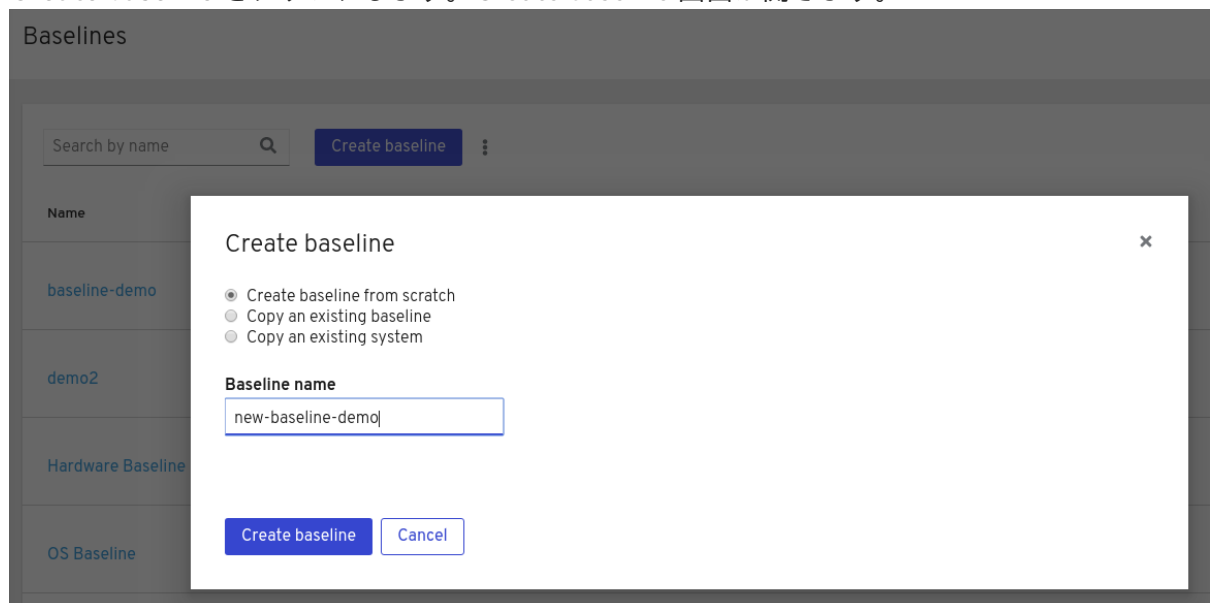 Baselines
Search by name
Create baseline
Name
Create baseline
baseline-demo
Create baseline from scratch
Copy an existing baseline
Copy an existing system
demo2
Baseline name
new-baseline-demo
Hardware Baseline
Create baseline
Cancel
OS Baseline